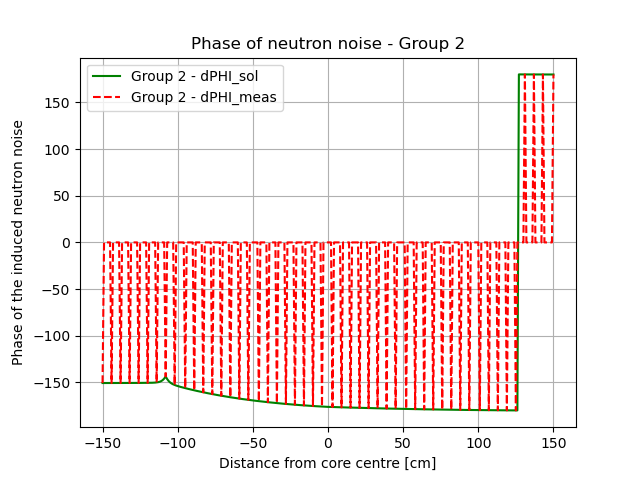 Phase of neutron noise - Group 2
Group 2 - dPHI_sol
Group 2 - dPHI_meas
Phase of the induced neutron noise
150
100
50
0
−50
−100
−150
−150
−100
−50
0
50
100
150
Distance from core centre [cm]